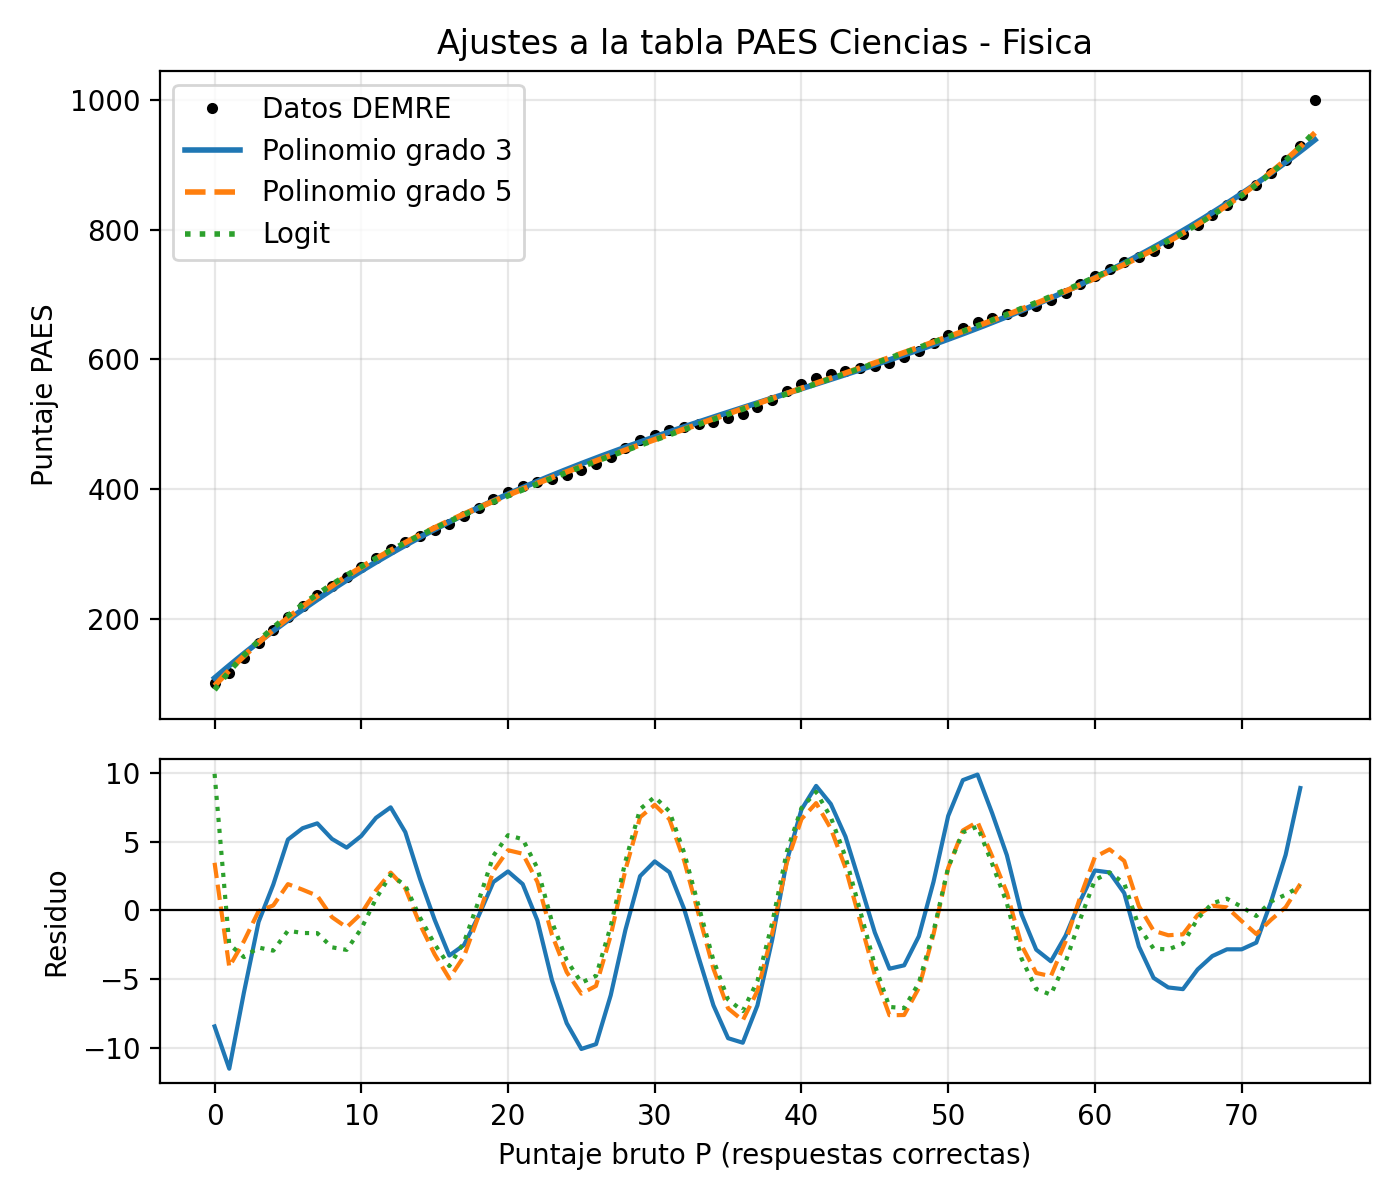 Ajustes a la tabla PAES Ciencias - Fisica
1000
800
600
400
200
Puntaje PAES
Datos DEMRE
Polinomio grado 3
Polinomio grado 5
Logit
10
5
0
−5
−10
Residuo
0 10 20 30 40 50 60 70
Puntaje bruto P (respuestas correctas)